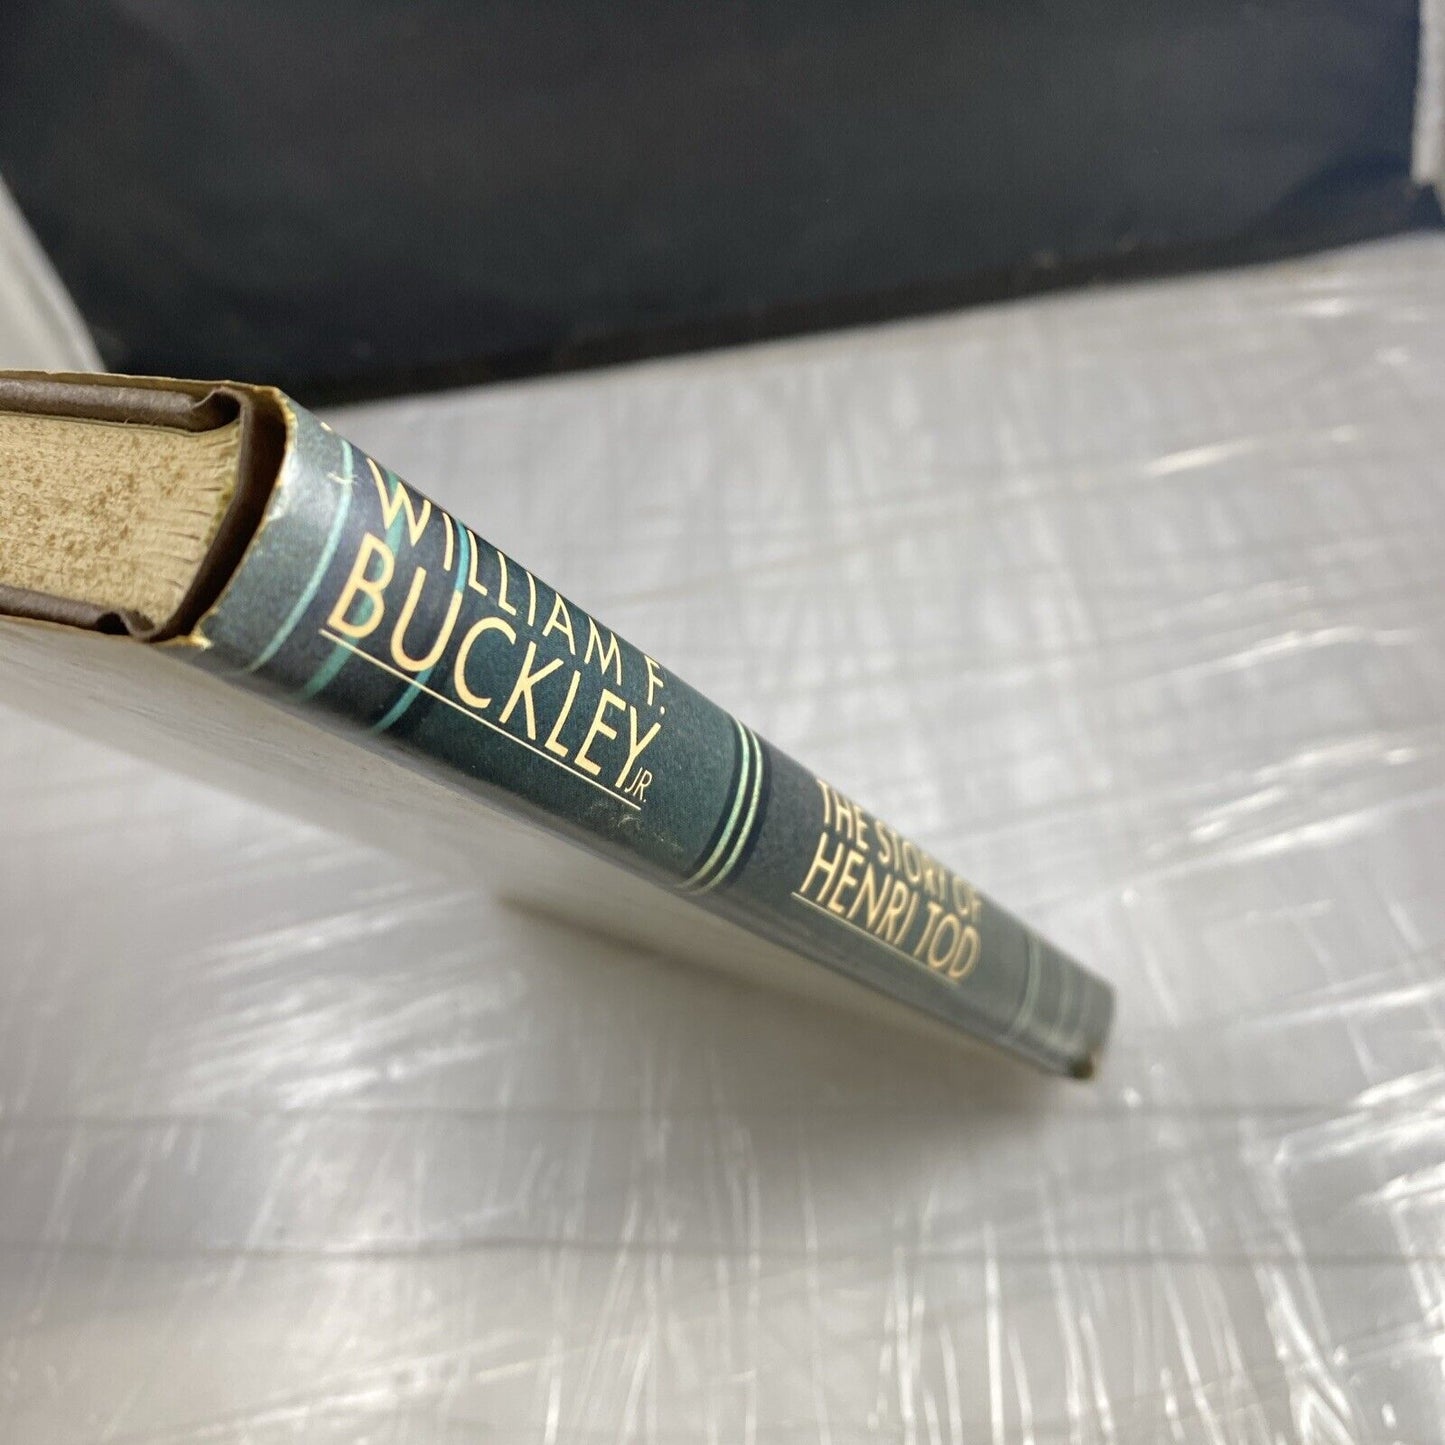 WILLIAM F.
BUCKLEY JR.
THE STORY OF
HENRI TOD